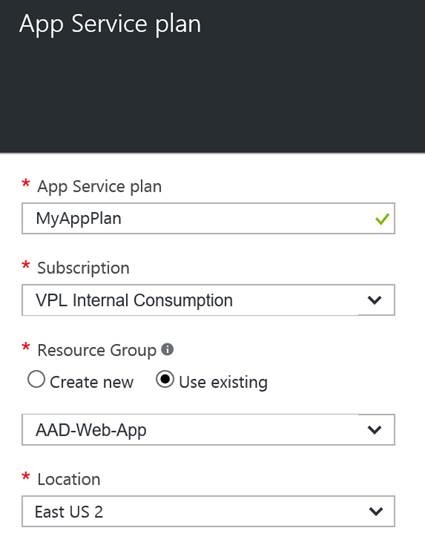 App Service plan
* App Service plan
MyAppPlan
* Subscription
VPL Internal Consumption
* Resource Group
Create new Use existing
AAD-Web-App
* Location
East US 2